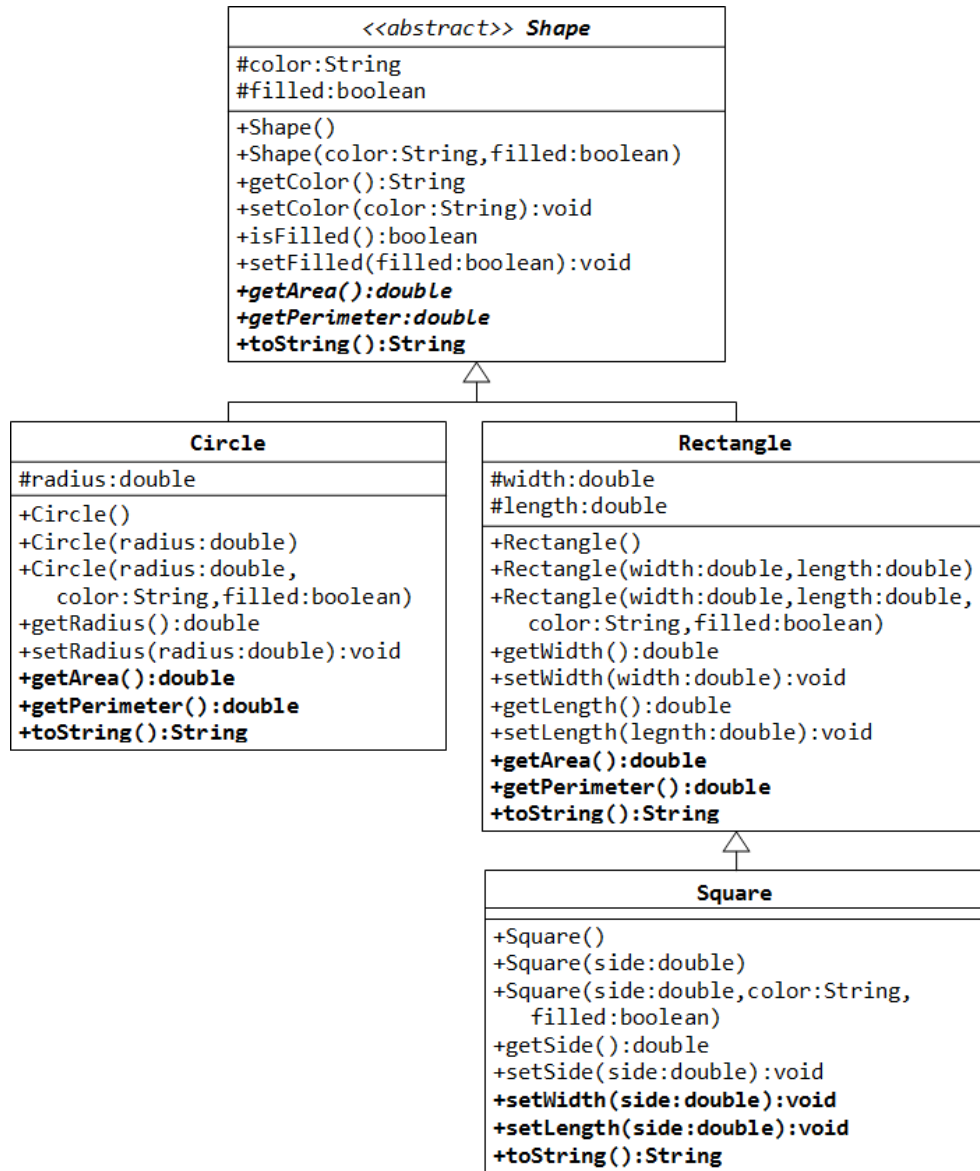 <<abstract>> Shape
#color:String
#filled:boolean
+Shape()
+Shape(color:String,filled:boolean)
+getColor():String
+setColor(color:String):void
+isFilled():boolean
+setFilled(filled:boolean):void
+getArea():double
+getPerimeter:double
+toString():String
Circle
#radius:double
+Circle()
+Circle(radius:double)
+Circle(radius:double,
color:String,filled:boolean)
+getRadius():double
+setRadius(radius:double):void
+getArea():double
+getPerimeter():double
+toString():String
Rectangle
#width:double
#length:double
+Rectangle()
+Rectangle(width:double,length:double)
+Rectangle(width:double,length:double,
color:String,filled:boolean)
+getWidth():double
+setWidth(width:double):void
+getLength():double
+setLength(legnth:double):void
+getArea():double
+getPerimeter():double
+toString():String
Square
+Square()
+Square(side:double)
+Square(side:double,color:String,
filled:boolean)
+getSide():double
+setSide(side:double):void
+setWidth(side:double):void
+setLength(side:double):void
+toString():String